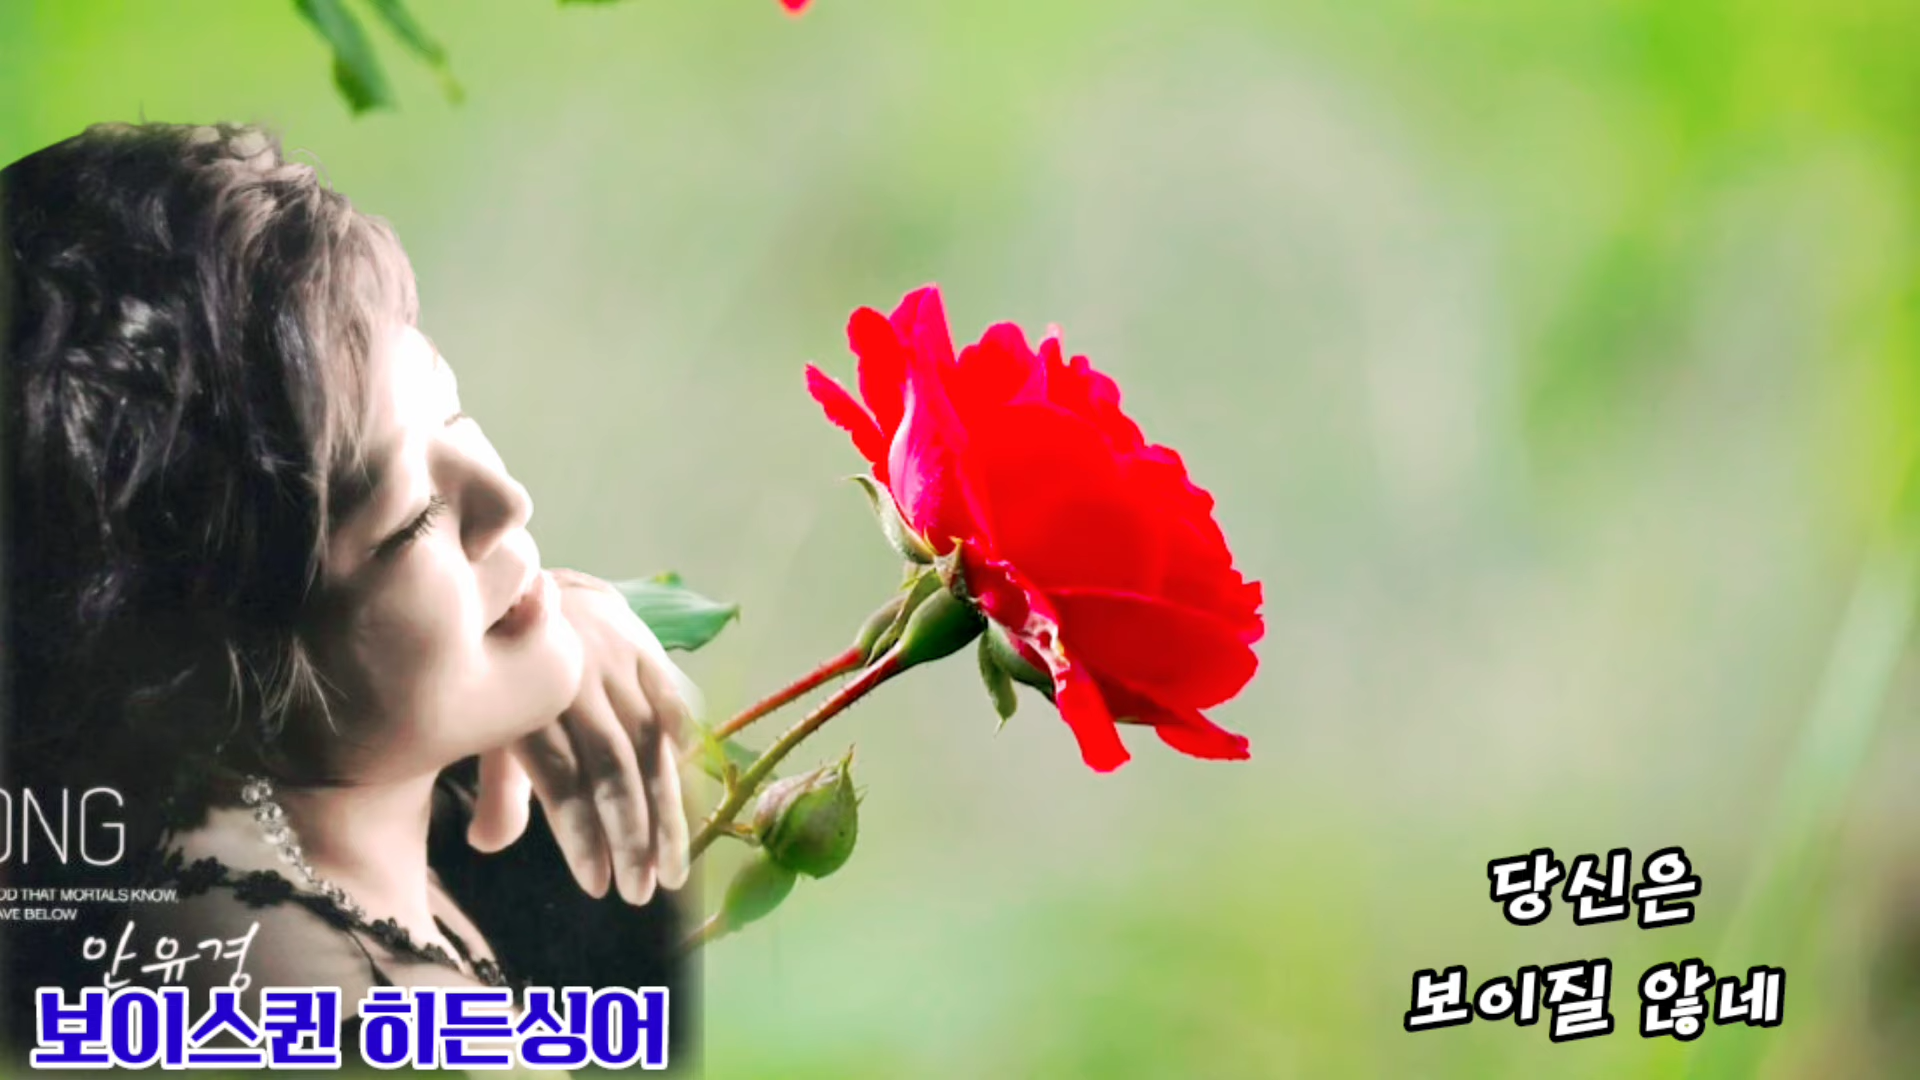 ONG
OD THAT MORTALS KNOW,
AVE BELOW
안유경
보이스퀸 히든싱어
당신은
보이질 않네